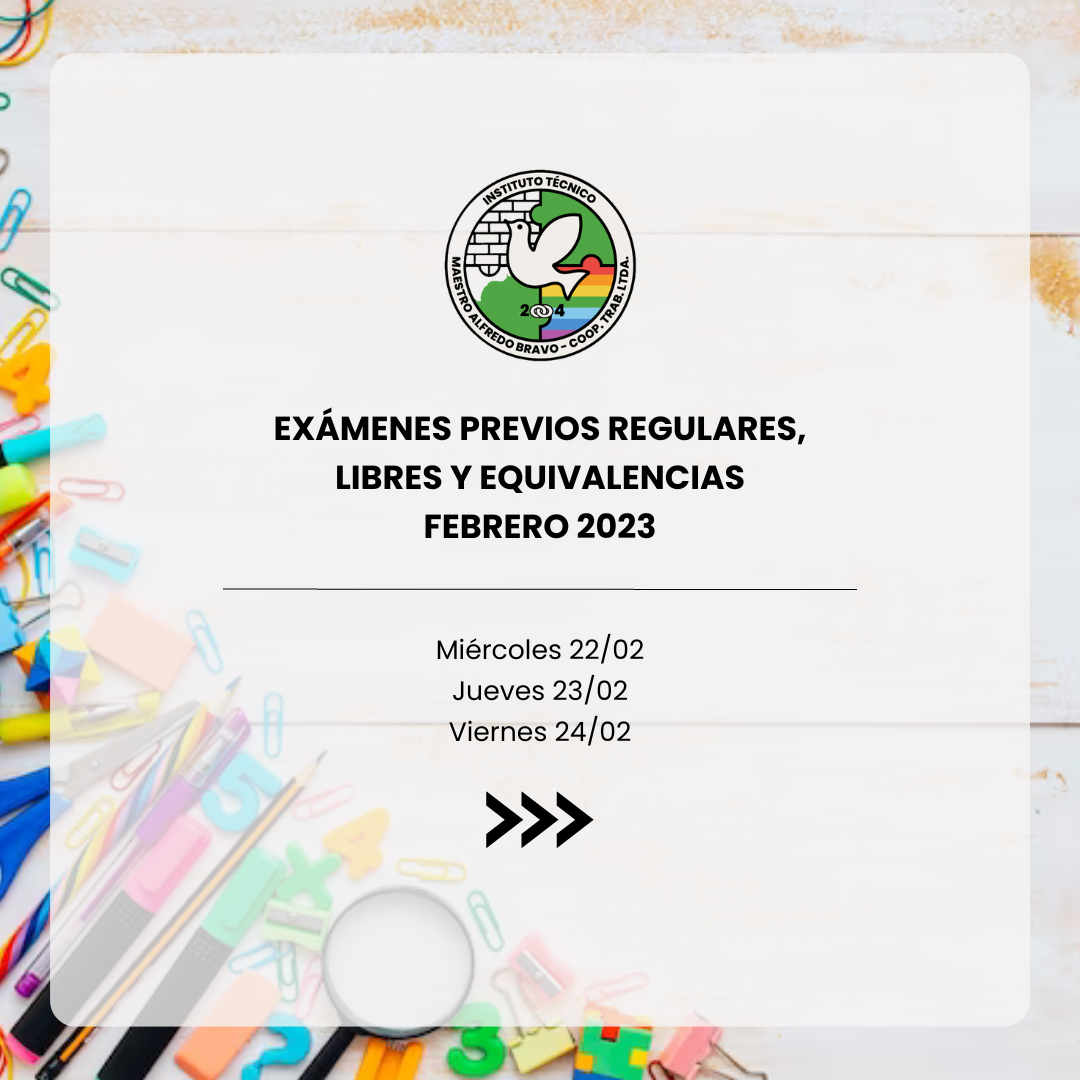 INSTITUTO TÉCNICO
MAESTRO ALFREDO BRAVO - COOP. TRAB. LTDA.
2004
EXÁMENES PREVIOS REGULARES,
LIBRES Y EQUIVALENCIAS
FEBRERO 2023
Miércoles 22/02
Jueves 23/02
Viernes 24/02